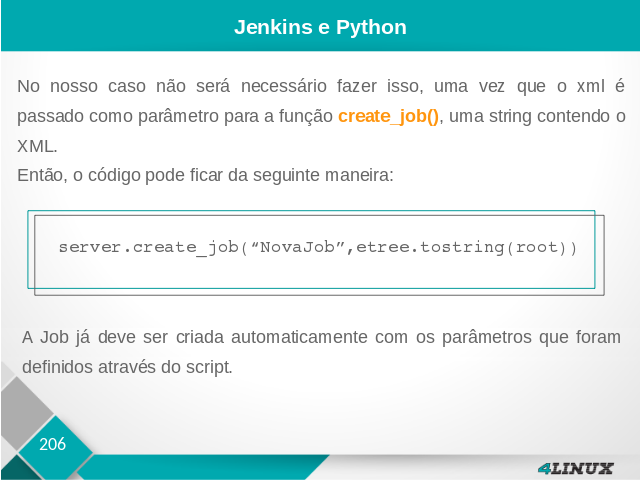 Jenkins e Python
No nosso caso não será necessário fazer isso, uma vez que o xml é
passado como parâmetro para a função create_job(), uma string contendo o
XML.
Então, o código pode ficar da seguinte maneira:
server.create_job(“NovaJob”,etree.tostring(root))
A Job já deve ser criada automaticamente com os parâmetros que foram
definidos através do script.
206
4LINUX